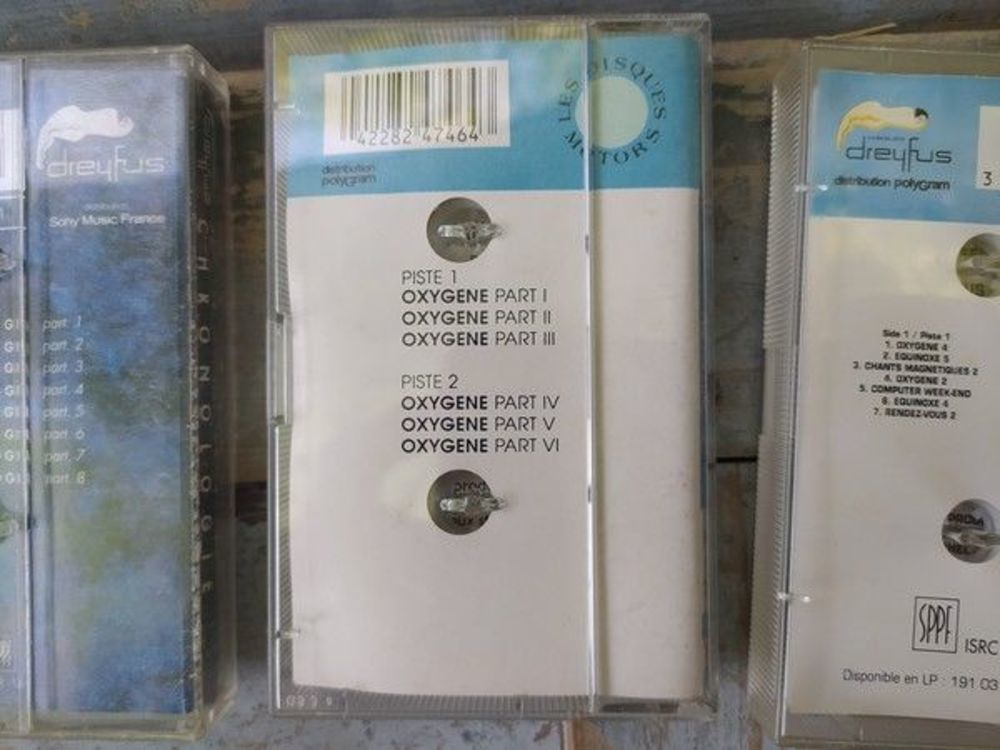 dreyfus
distribution
Sony Music France
part. 1
part. 2
part. 3
part. 4
part. 5
part. 6
part. 7
part. 8
CHRONOLOGIE
42282 47464
LES DISQUES MOTORS
distribution
polyGram
PISTE 1
OXYGENE PART I
OXYGENE PART II
OXYGENE PART III
PISTE 2
OXYGENE PART IV
OXYGENE PART V
OXYGENE PART VI
dreyfus
distribution polyGram
3
Side 1 / Piste 1
1. OXYGENE 4
2. EQUINOXE 5
3. CHANTS MAGNETIQUES 2
4. OXYGENE 2
5. COMPUTER WEEK-END
6. EQUINOXE 4
7. RENDEZ-VOUS 2
SPPF
ISRC
Disponible en LP : 191 03